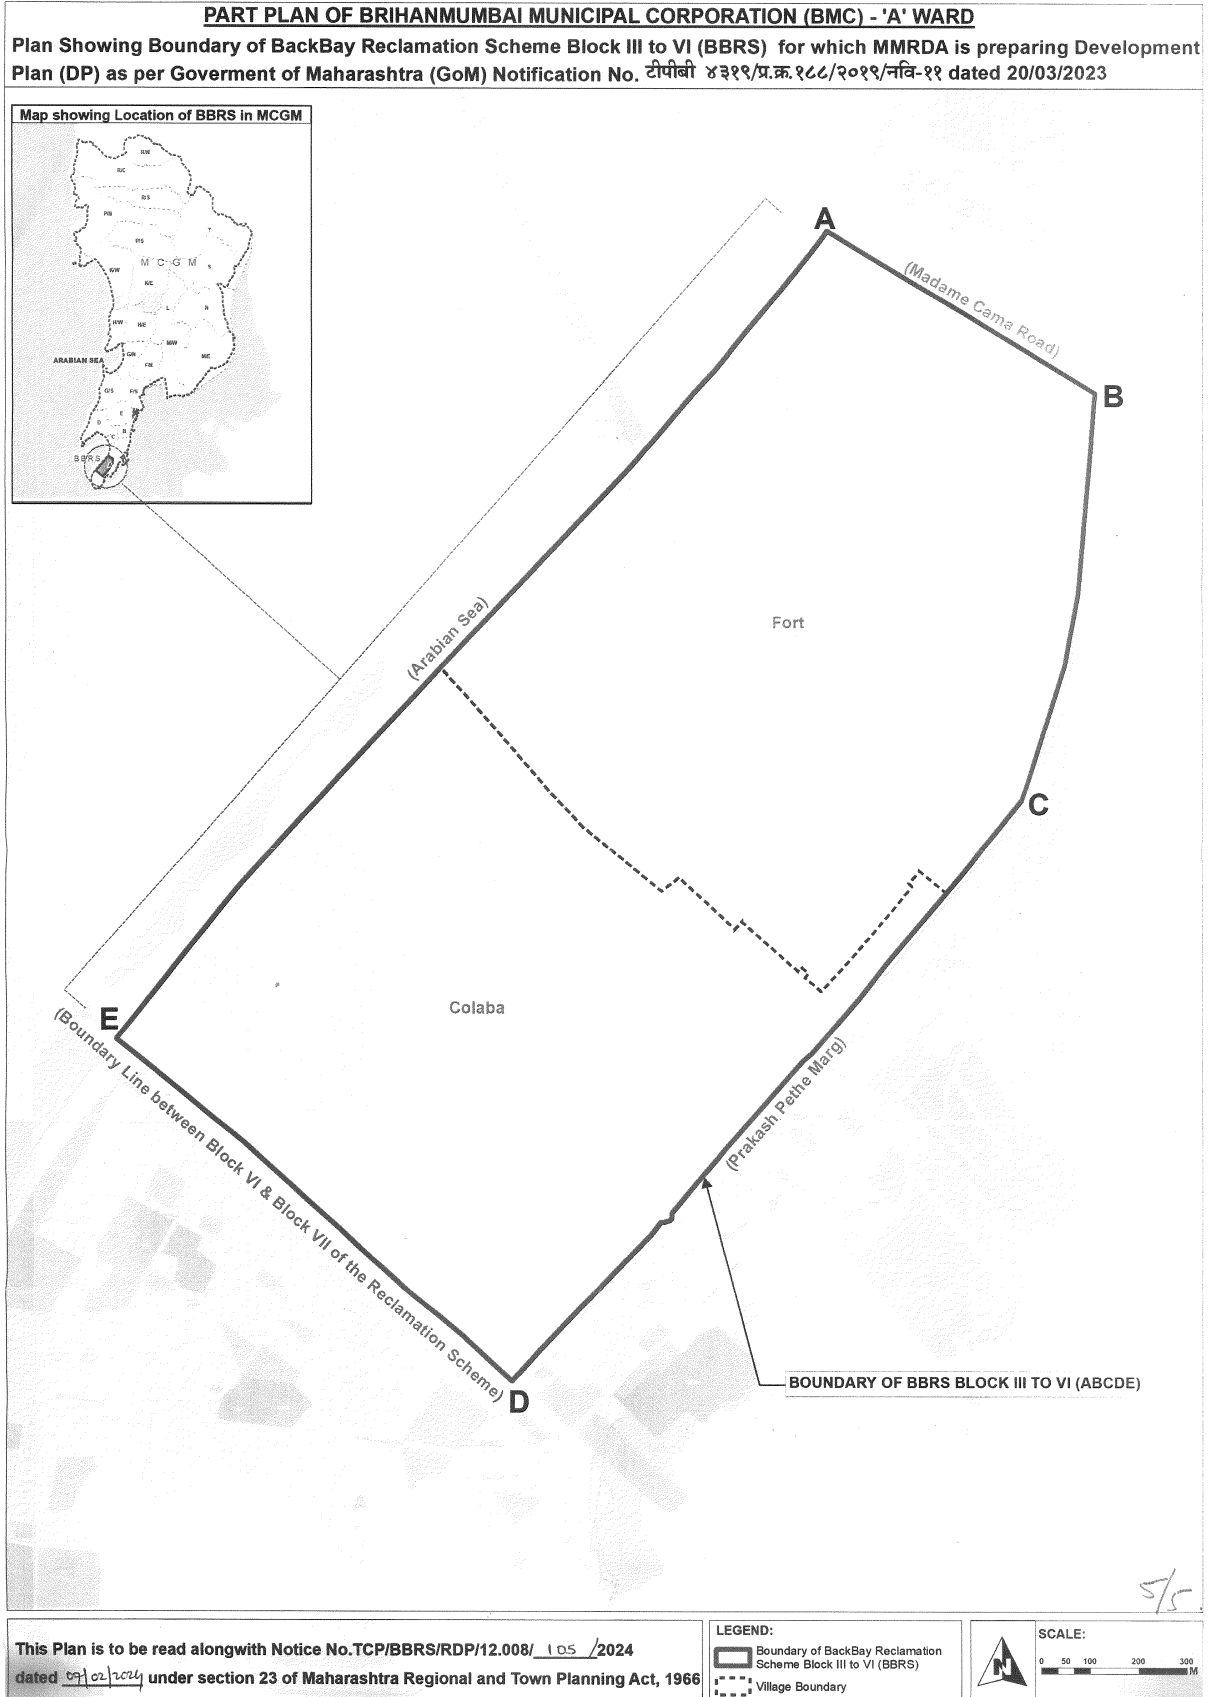 PART PLAN OF BRIHANMUMBAI MUNICIPAL CORPORATION (BMC) - 'A' WARD
Plan Showing Boundary of BackBay Reclamation Scheme Block III to VI (BBRS) for which MMRDA is preparing Development
Plan (DP) as per Goverment of Maharashtra (GoM) Notification No. टीपीबी ४३१९/प्र.क्र.१८८/२०१९/नवि-११ dated 20/03/2023
Map showing Location of BBRS in MCGM
R/N
R/C
R/S
P/N
T
P/S
M C G M
K/W
S
K/E
L
N
H/W
H/E
M/W
G/N
M/E
ARABIAN SEA
F/N
G/S
F/S
E
D
B
C
BBRS
A
(Madame Cama Road)
B
Fort
(Arabian Sea)
C
Colaba
E
(Boundary Line between Block VI & Block VII of the Reclamation Scheme)
(Prakash Pethe Marg)
D
BOUNDARY OF BBRS BLOCK III TO VI (ABCDE)
5/5
This Plan is to be read alongwith Notice No.TCP/BBRS/RDP/12.008/ 105 /2024
dated 09/02/2024 under section 23 of Maharashtra Regional and Town Planning Act, 1966
LEGEND:
Boundary of BackBay Reclamation
Scheme Block III to VI (BBRS)
Village Boundary
N
SCALE:
0 50 100 200 300
M